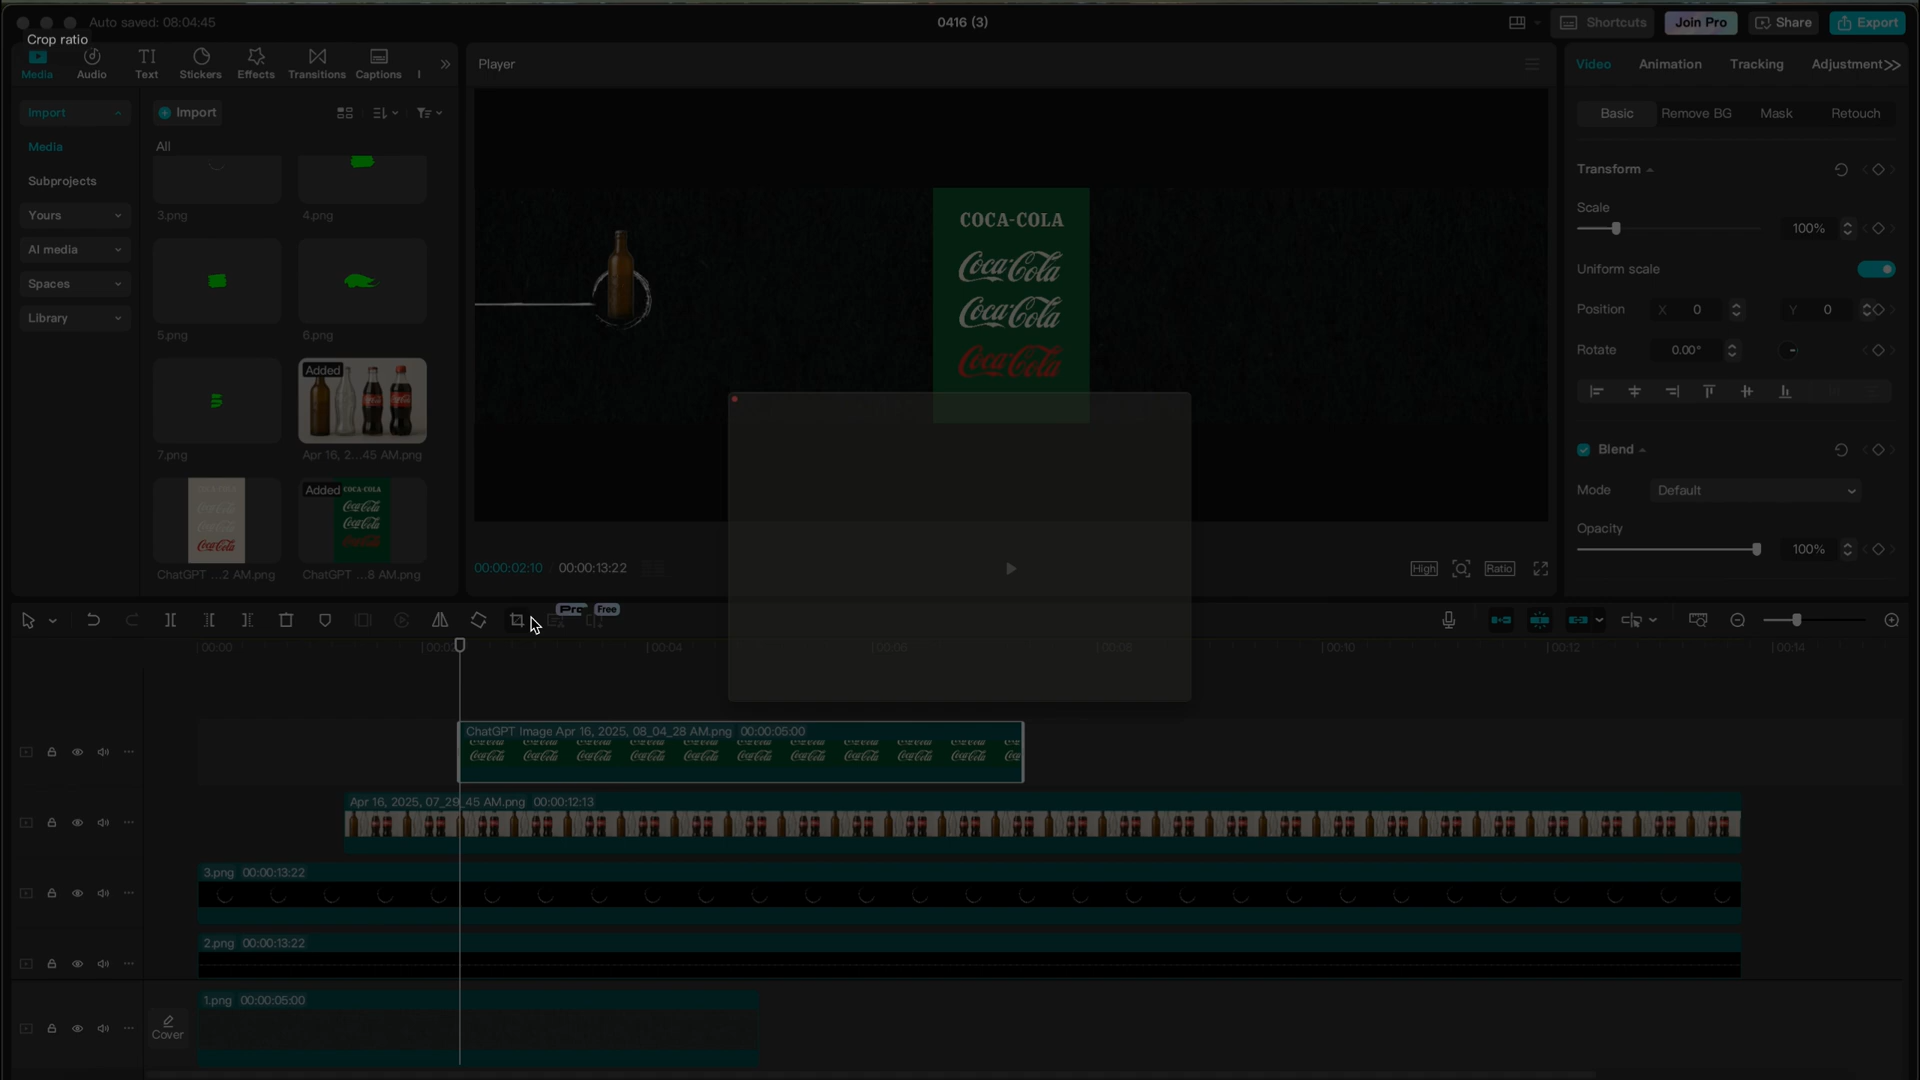 Auto saved: 08:04:45
0416 (3)
Shortcuts
Join Pro
Share
Export
Crop ratio
Media
Audio
Text
Stickers
Effects
Transitions
Captions
Player
Video
Animation
Tracking
Adjustment
Import
Import
Basic
Remove BG
Mask
Retouch
Media
All
Subprojects
Yours
AI media
Spaces
Library
3.png
4.png
5.png
6.png
7.png
Added
Apr 16, 2...45 AM.png
Added
ChatGPT ...2 AM.png
ChatGPT ...8 AM.png
COCA-COLA
Coca-Cola
Coca-Cola
Coca-Cola
Transform
Scale
100%
Uniform scale
Position
X 0
Y 0
Rotate
0.00°
Blend
Mode
Default
Opacity
100%
00:00:02:10
00:00:13:22
High
Ratio
Pro
Free
00:00
00:02
00:04
00:06
00:08
00:10
00:12
00:14
ChatGPT Image Apr 16, 2025, 08_04_28 AM.png 00:00:05:00
Apr 16, 2025, 07_29_45 AM.png 00:00:12:13
3.png 00:00:13:22
2.png 00:00:13:22
1.png 00:00:05:00
Cover